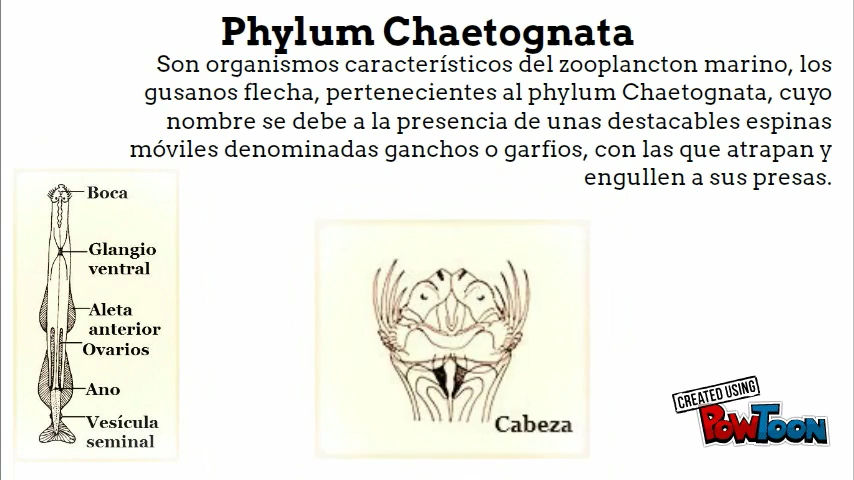 Phylum Chaetognata
Son organismos característicos del zooplancton marino, los
gusanos flecha, pertenecientes al phylum Chaetognata, cuyo
nombre se debe a la presencia de unas destacables espinas
móviles denominadas ganchos o garfios, con las que atrapan y
engullen a sus presas.
Boca
Glangio
ventral
Aleta
anterior
Ovarios
Ano
Vesícula
seminal
Cabeza
CREATED USING
POWTOON